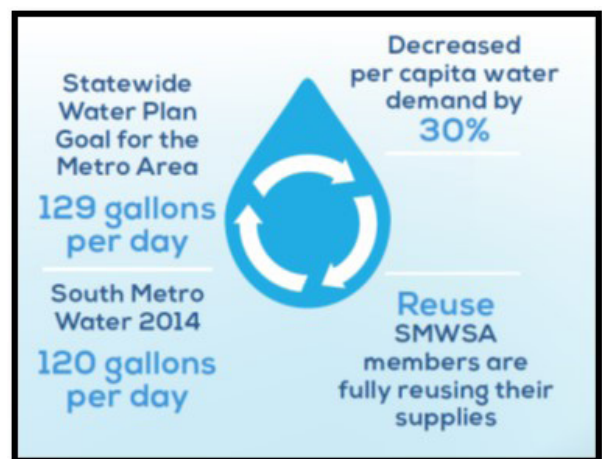 Statewide
Water Plan
Goal for the
Metro Area
129 gallons
per day
South Metro
Water 2014
120 gallons
per day
Decreased
per capita water
demand by
30%
Reuse
SMWSA
members are
fully reusing their
supplies